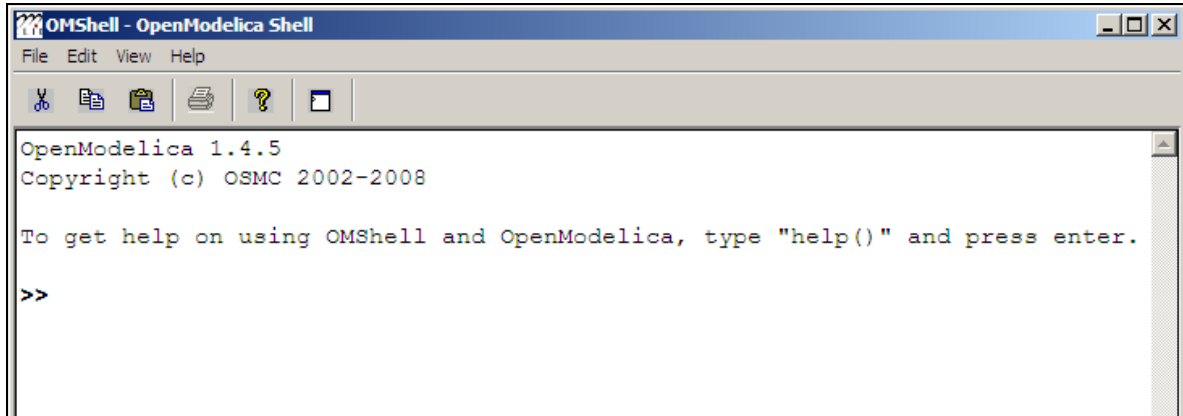 OMShell - OpenModelica Shell
File Edit View Help
OpenModelica 1.4.5
Copyright (c) OSMC 2002-2008
To get help on using OMShell and OpenModelica, type "help()" and press enter.
>>